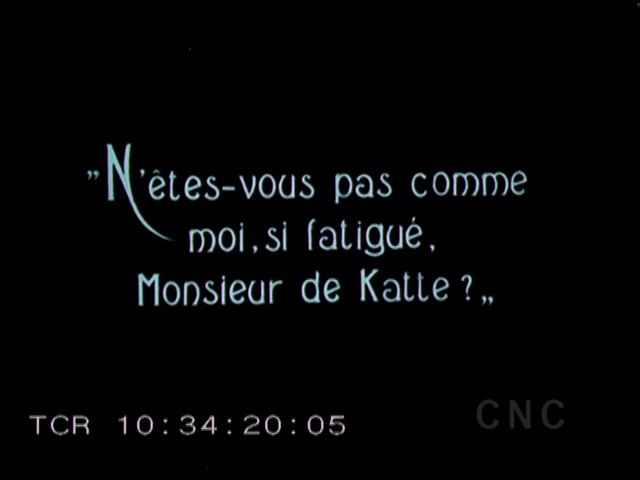 ”N'êtes-vous pas comme
moi, si fatigué,
Monsieur de Katte?„
TCR 10:34:20:05
CNC